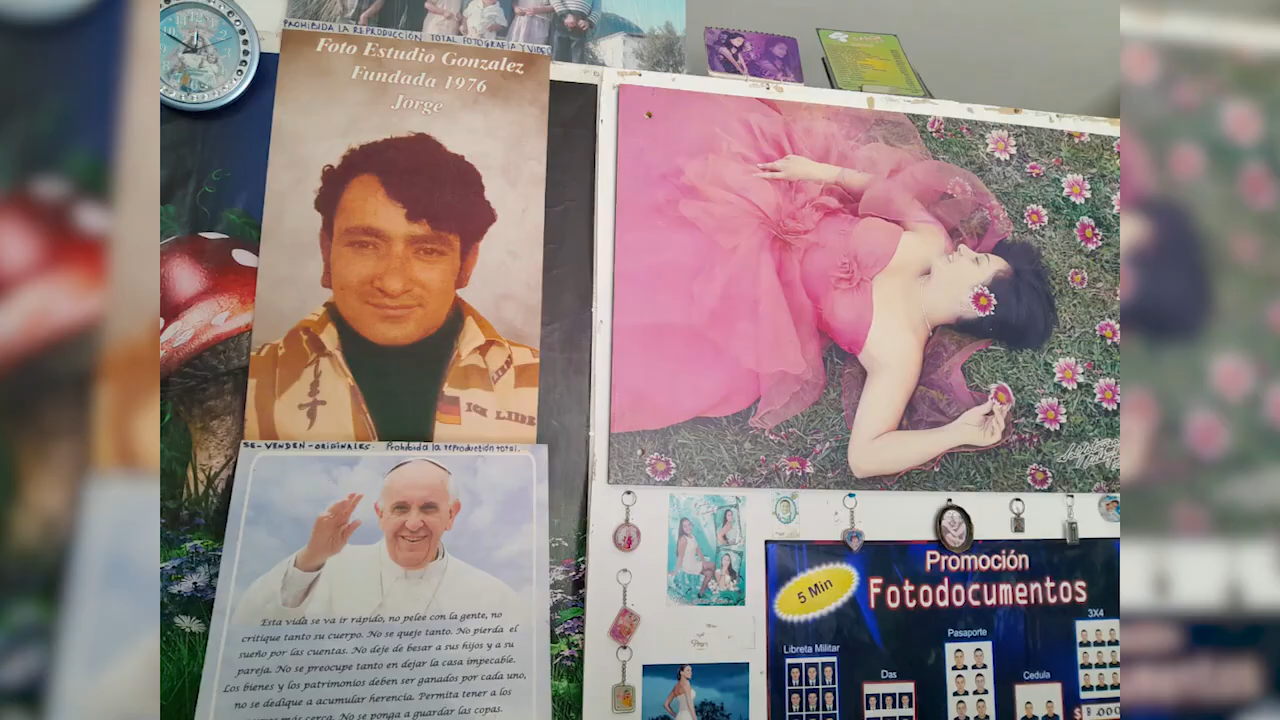 PROHIBIDA LA REPRODUCCIÓN TOTAL FOTOGRAFÍA Y VIDEO
Foto Estudio Gonzalez
Fundada 1976
Jorge
ICH LIEBE
SE-VENDEN-ORIGINALES- Prohibida la reproducción total.
Esta vida se va ir rápido, no pelee con la gente, no
critique tanto su cuerpo. No se queje tanto. No pierda el
sueño por las cuentas. No deje de besar a sus hijos y a su
pareja. No se preocupe tanto en dejar la casa impecable.
Los bienes y los patrimonios deben ser ganados por cada uno,
no se dedique a acumular herencia. Permita tener a los
más cerca. No se ponga a guardar las copas.
Promoción
5 Min
Fotodocumentos
3X4
Pasaporte
Libreta Militar
Das
Cedula